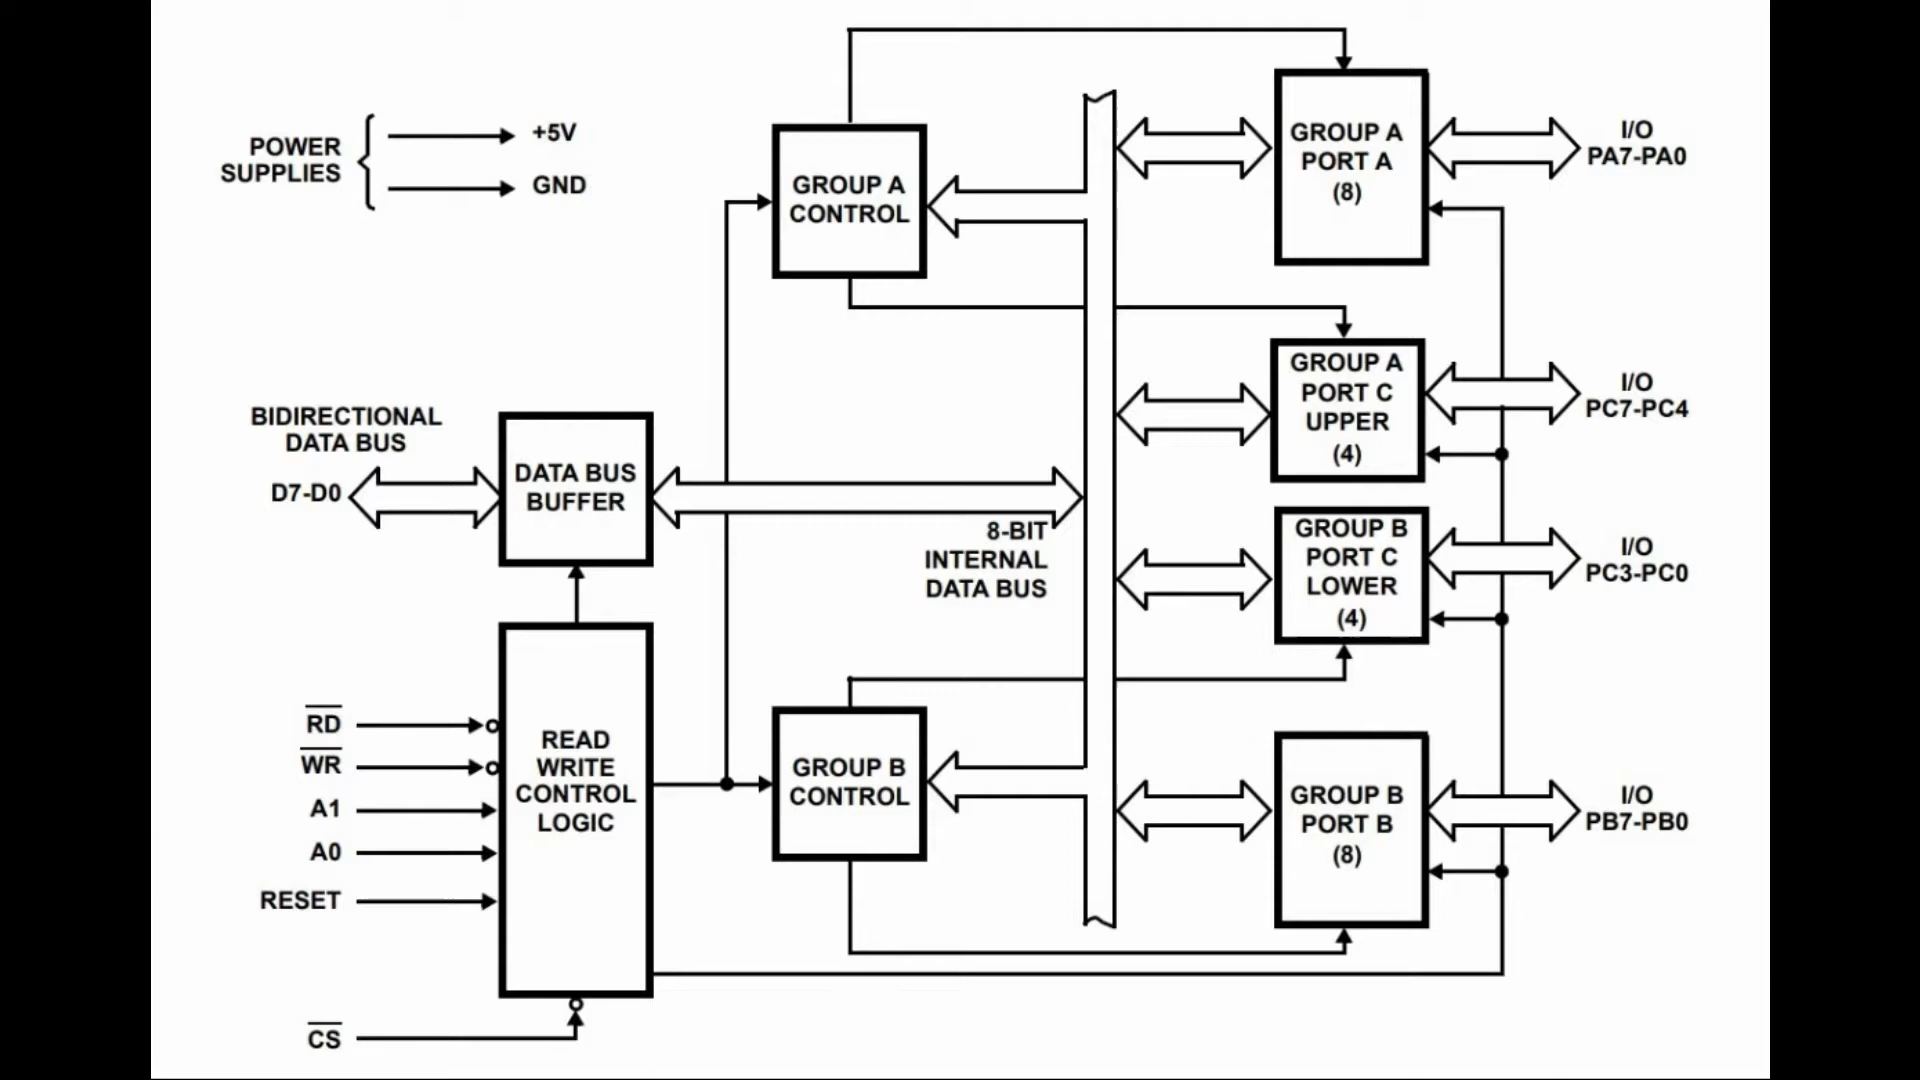 POWER
SUPPLIES
+5V
GND
GROUP A
CONTROL
GROUP A
PORT A
(8)
I/O
PA7-PA0
GROUP A
PORT C
UPPER
(4)
I/O
PC7-PC4
BIDIRECTIONAL
DATA BUS
D7-D0
DATA BUS
BUFFER
8-BIT
INTERNAL
DATA BUS
GROUP B
PORT C
LOWER
(4)
I/O
PC3-PC0
RD
WR
A1
A0
RESET
CS
READ
WRITE
CONTROL
LOGIC
GROUP B
CONTROL
GROUP B
PORT B
(8)
I/O
PB7-PB0